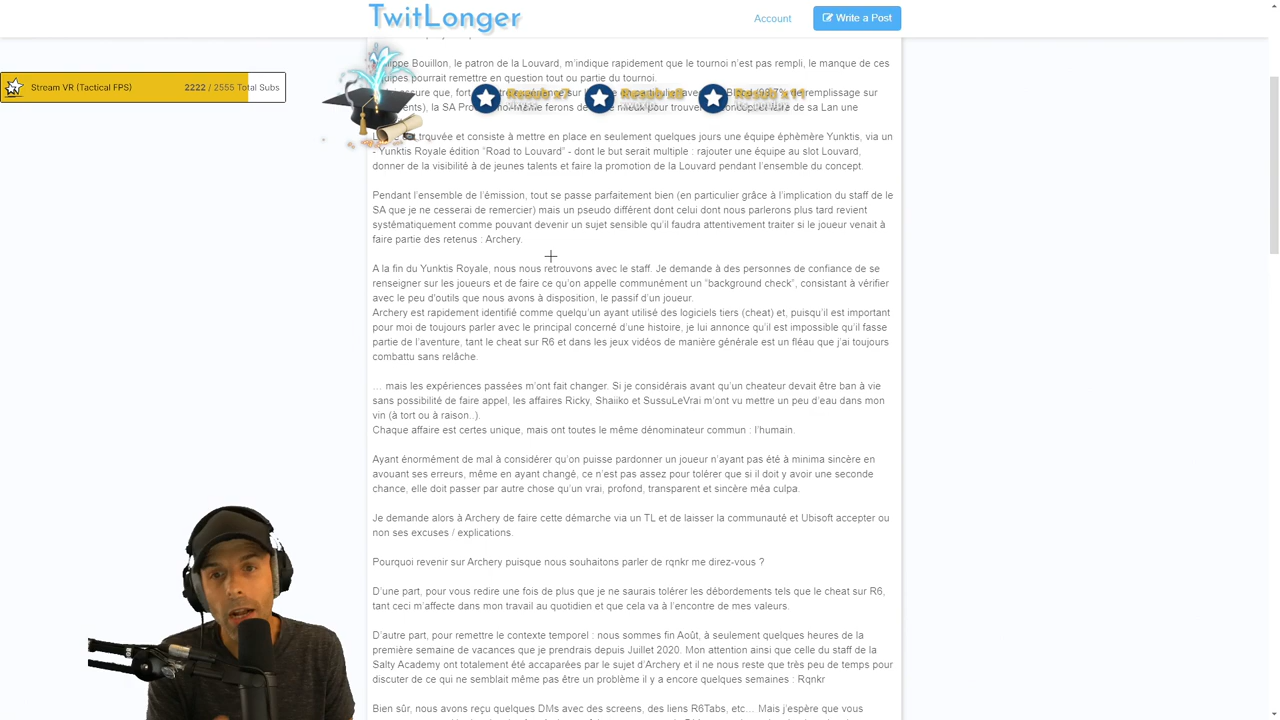 TwitLonger
Account
Write a Post
Stream VR (Tactical FPS)
2222 / 2555 Total Subs
ppe Bouillon, le patron de la Louvard, m'indique rapidement que le tournoi n'est pas rempli, le manque de ces
quipes pourrait remettre en question tout ou partie du tournoi.
assure que, fort
remplissage sur
la SA
ferons de
mieux pour trouver
de sa Lan une
trquvée et consiste à mettre en place en seulement quelques jours une équipe éphémère Yunktis, via un
- Yunktis Royale édition "Road to Louvard" - dont le but serait multiple : rajouter une équipe au slot Louvard,
donner de la visibilité à de jeunes talents et faire la promotion de la Louvard pendant l'ensemble du concept.
Pendant l'ensemble de l'émission, tout se passe parfaitement bien (en particulier grâce à l'implication du staff de le
SA que je ne cesserai de remercier) mais un pseudo différent dont celui dont nous parlerons plus tard revient
systématiquement comme pouvant devenir un sujet sensible qu'il faudra attentivement traiter si le joueur venait à
faire partie des retenus : Archery.
A la fin du Yunktis Royale, nous nous retrouvons avec le staff. Je demande à des personnes de confiance de se
renseigner sur les joueurs et de faire ce qu'on appelle communément un "background check", consistant à vérifier
avec le peu d'outils que nous avons à disposition, le passif d'un joueur.
Archery est rapidement identifié comme quelqu'un ayant utilisé des logiciels tiers (cheat) et, puisqu'il est important
pour moi de toujours parler avec le principal concerné d'une histoire, je lui annonce qu'il est impossible qu'il fasse
partie de l'aventure, tant le cheat sur R6 et dans les jeux vidéos de manière générale est un fléau que j'ai toujours
combattu sans relâche.
… mais les expériences passées m'ont fait changer. Si je considérais avant qu'un cheateur devait être ban à vie
sans possibilité de faire appel, les affaires Ricky, Shaiiko et SussuLeVrai m'ont vu mettre un peu d'eau dans mon
vin (à tort ou à raison..).
Chaque affaire est certes unique, mais ont toutes le même dénominateur commun : l'humain.
Ayant énormément de mal à considérer qu'on puisse pardonner un joueur n'ayant pas été à minima sincère en
avouant ses erreurs, même en ayant changé, ce n'est pas assez pour tolérer que si il doit y avoir une seconde
chance, elle doit passer par autre chose qu'un vrai, profond, transparent et sincère méa culpa.
Je demande alors à Archery de faire cette démarche via un TL et de laisser la communauté et Ubisoft accepter ou
non ses excuses / explications.
Pourquoi revenir sur Archery puisque nous souhaitons parler de rqnkr me direz-vous ?
D'une part, pour vous redire une fois de plus que je ne saurais tolérer les débordements tels que le cheat sur R6,
tant ceci m'affecte dans mon travail au quotidien et que cela va à l'encontre de mes valeurs.
D'autre part, pour remettre le contexte temporel : nous sommes fin Août, à seulement quelques heures de la
première semaine de vacances que je prendrais depuis Juillet 2020. Mon attention ainsi que celle du staff de la
Salty Academy ont totalement été accaparées par le sujet d'Archery et il ne nous reste que très peu de temps pour
discuter de ce qui ne semblait même pas être un problème il y a encore quelques semaines : Rqnkr
Bien sûr, nous avons reçu quelques DMs avec des screens, des liens R6Tabs, etc... Mais j'espère que vous